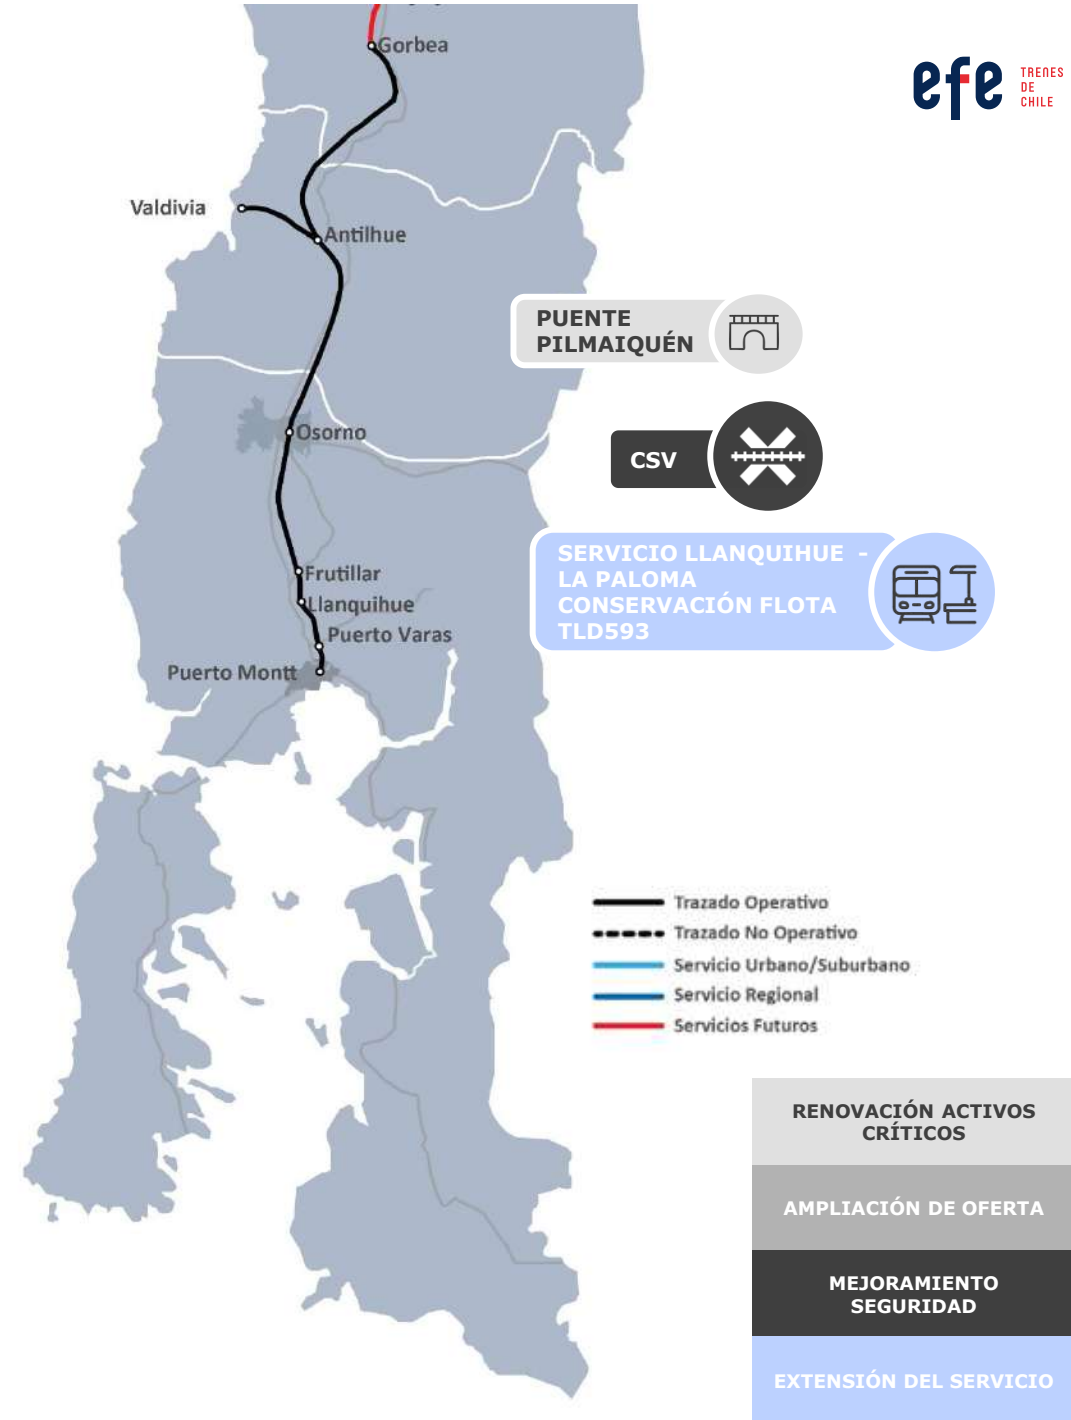 Gorbea
efe
TRENES
DE
CHILE
Valdivia
Antilhue
PUENTE
PILMAIQUÉN
Osorno
CSV
SERVICIO LLANQUIHUE -
LA PALOMA
CONSERVACIÓN FLOTA
TLD593
Frutillar
Llanquihue
Puerto Varas
Puerto Montt
Trazado Operativo
Trazado No Operativo
Servicio Urbano/Suburbano
Servicio Regional
Servicios Futuros
RENOVACIÓN ACTIVOS
CRÍTICOS
AMPLIACIÓN DE OFERTA
MEJORAMIENTO
SEGURIDAD
EXTENSIÓN DEL SERVICIO